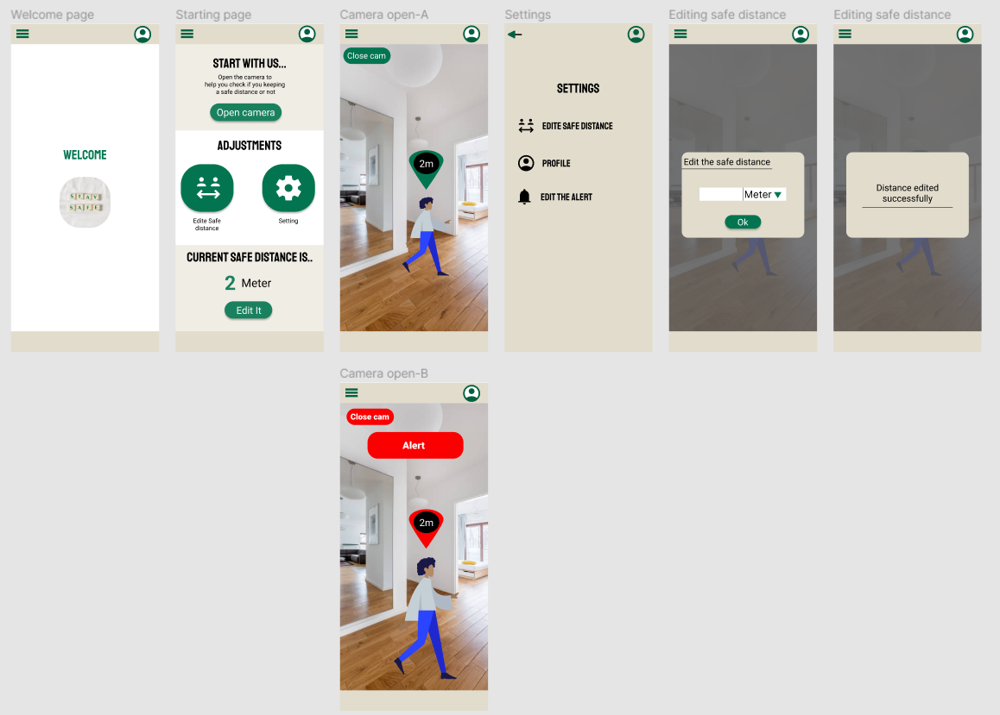 Welcome page
WELCOME
STAY
SAFE
Starting page
START WITH US...
Open the camera to
help you check if you keeping
a safe distance or not
Open camera
ADJUSTMENTS
Edite Safe
distance
Setting
CURRENT SAFE DISTANCE IS..
2 Meter
Edit It
Camera open-A
Close cam
2m
Settings
SETTINGS
EDITE SAFE DISTANCE
PROFILE
EDIT THE ALERT
Editing safe distance
Edit the safe distance
Meter
Ok
Editing safe distance
Distance edited
successfully
Camera open-B
Close cam
Alert
2m